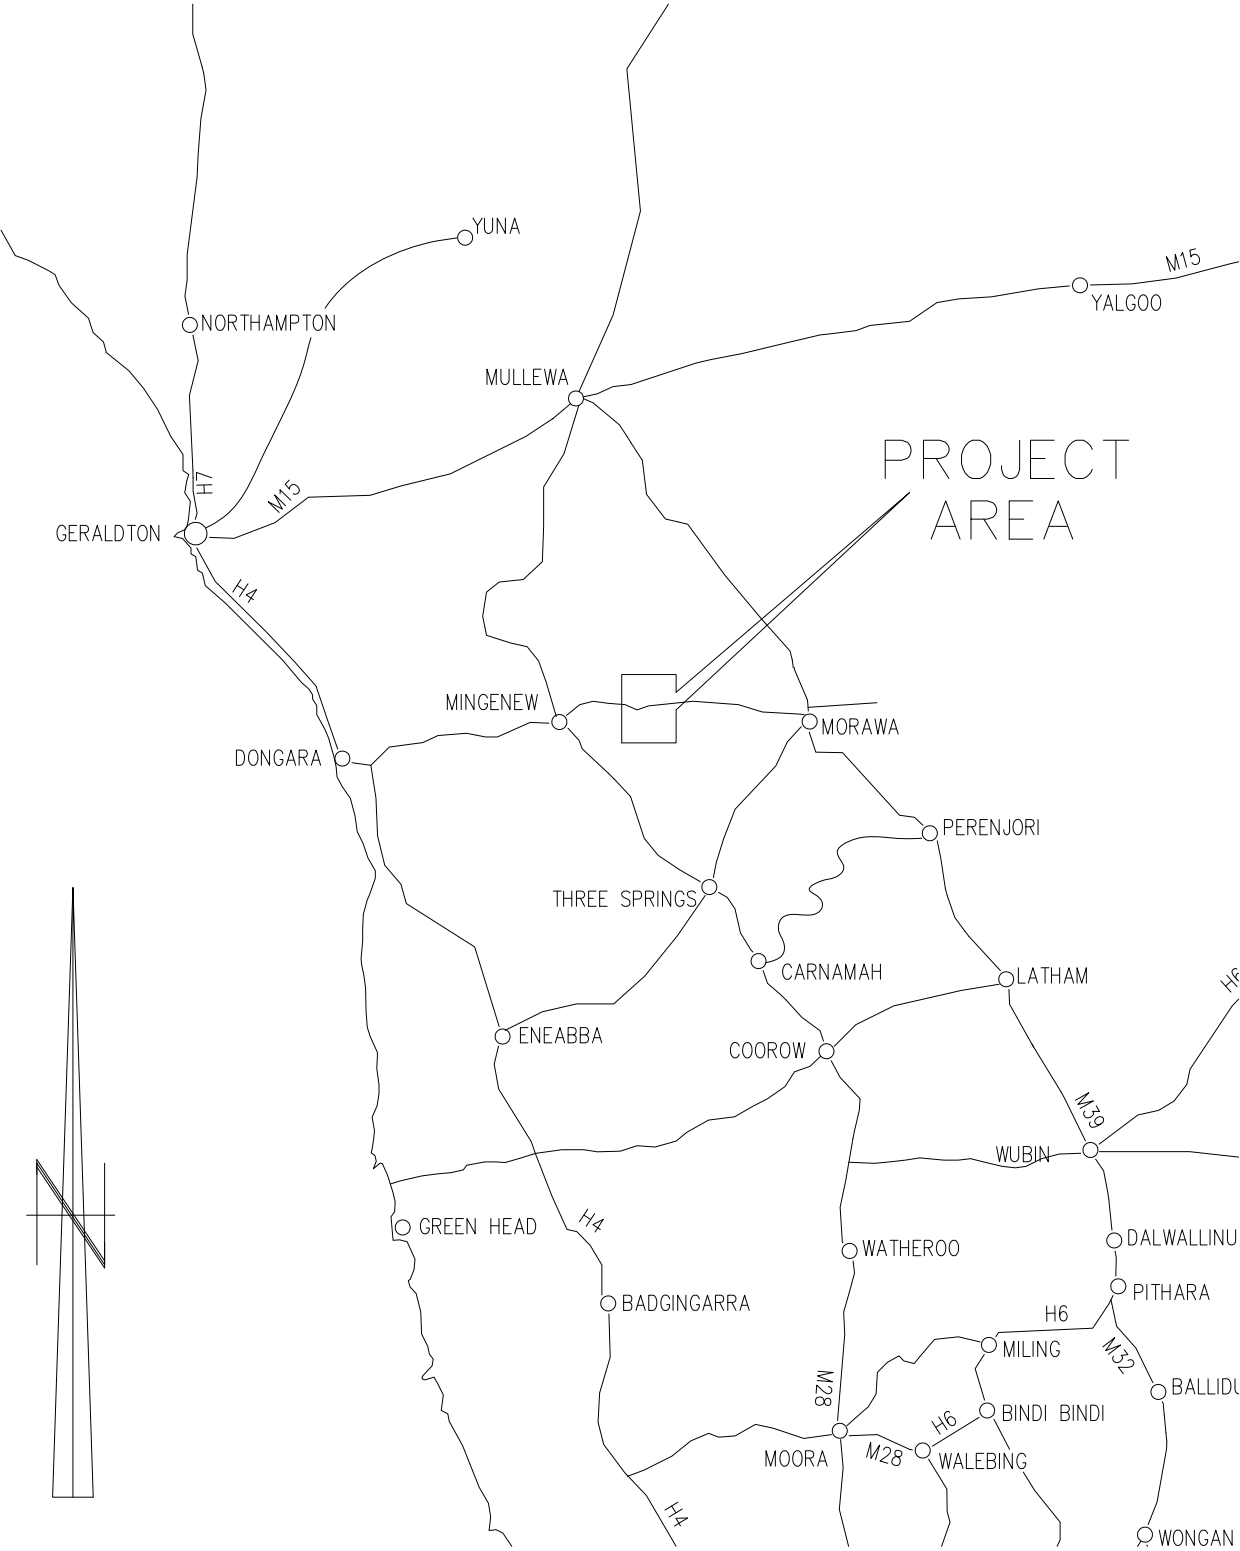 YUNA
M15
YALGOO
NORTHAMPTON
MULLEWA
PROJECT
AREA
H7
M15
GERALDTON
H4
MINGENEW
MORAWA
DONGARA
PERENJORI
THREE SPRINGS
CARNAMAH
LATHAM
H6
ENEABBA
COOROW
M39
WUBIN
N
GREEN HEAD
H4
WATHEROO
DALWALLINU
PITHARA
BADGINGARRA
H6
MILING
M32
M28
BALLIDU
BINDI BINDI
H6
MOORA
M28
WALEBING
H4
WONGAN